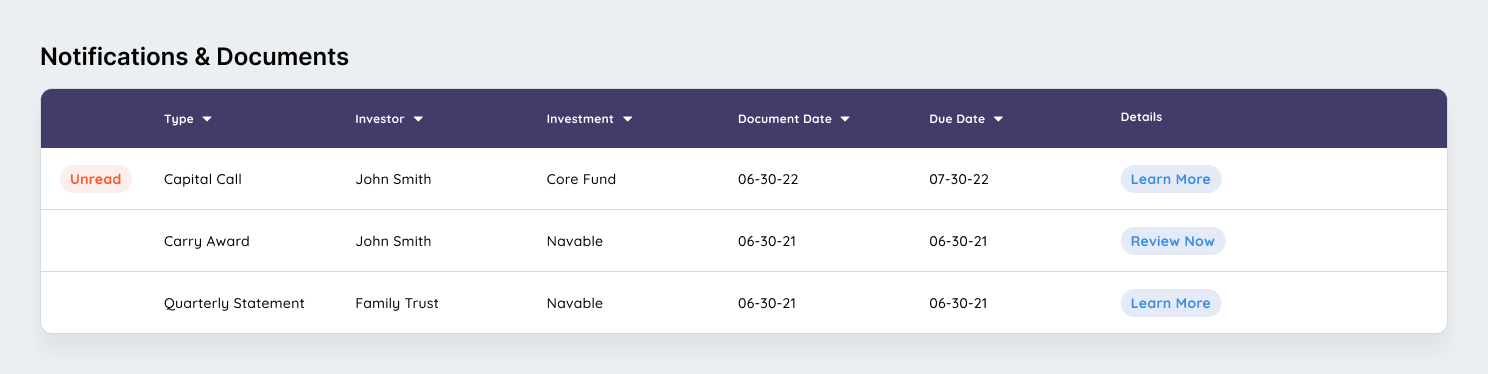 Notifications & Documents
Type Investor Investment Document Date Due Date Details
Unread Capital Call John Smith Core Fund 06-30-22 07-30-22 Learn More
Carry Award John Smith Navable 06-30-21 06-30-21 Review Now
Quarterly Statement Family Trust Navable 06-30-21 06-30-21 Learn More